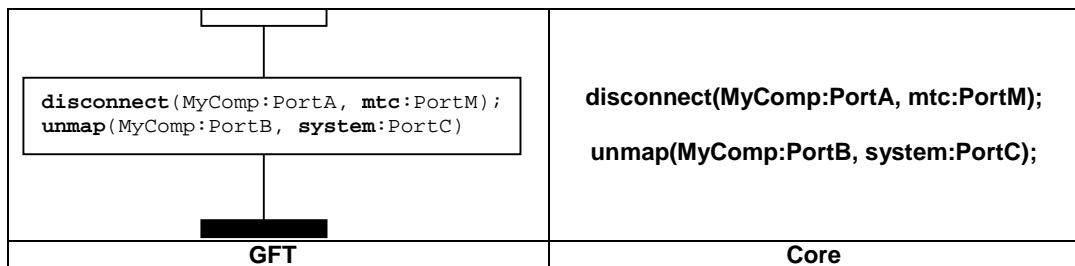 disconnect(MyComp:PortA, mtc:PortM);
unmap(MyComp:PortB, system:PortC)
disconnect(MyComp:PortA, mtc:PortM);
unmap(MyComp:PortB, system:PortC);
GFT
Core